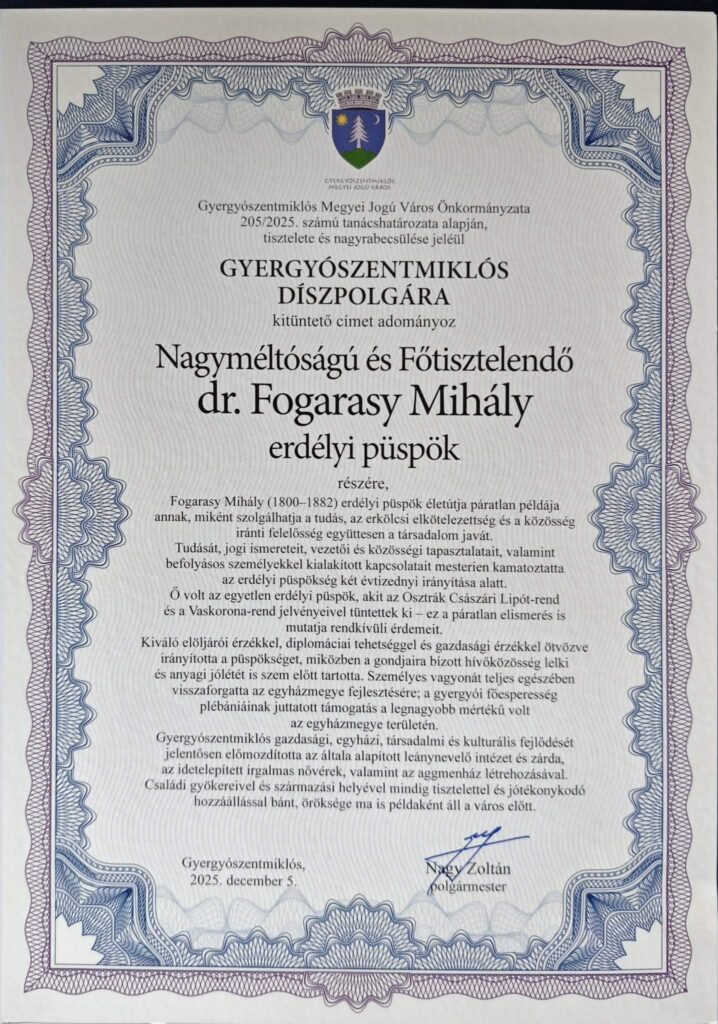 GYERGYÓSZENTMIKLÓS
MEGYEI JOGÚ VÁROS
Gyergyószentmiklós Megyei Jogú Város Önkormányzata
205/2025. számú tanácshatározata alapján,
tisztelete és nagyrabecsülése jeléül
GYERGYÓSZENTMIKLÓS
DÍSZPOLGÁRA
kitüntető címet adományoz
Nagyméltóságú és Főtisztelendő
dr. Fogarasy Mihály
erdélyi püspök
részére,
Fogarasy Mihály (1800–1882) erdélyi püspök életútja páratlan példája
annak, miként szolgálhatja a tudás, az erkölcsi elkötelezettség és a közösség
iránti felelősség együttesen a társadalom javát.
Tudását, jogi ismereteit, vezetői és közösségi tapasztalatait, valamint
befolyásos személyekkel kialakított kapcsolatait mesterien kamatoztatta
az erdélyi püspökség két évtizednyi irányítása alatt.
Ő volt az egyetlen erdélyi püspök, akit az Osztrák Császári Lipót-rend
és a Vaskorona-rend jelvényeivel tüntettek ki – ez a páratlan elismerés is
mutatja rendkívüli érdemeit.
Kiváló elöljárói érzékkel, diplomáciai tehetséggel és gazdasági érzékkel ötvözve
irányította a püspökséget, miközben a gondjaira bízott hívőközösség lelki
és anyagi jólétét is szem előtt tartotta. Személyes vagyonát teljes egészében
visszaforgatta az egyházmegye fejlesztésére; a gyergyói főesperesség
plébániáinak juttatott támogatás a legnagyobb mértékű volt
az egyházmegye területén.
Gyergyószentmiklós gazdasági, egyházi, társadalmi és kulturális fejlődését
jelentősen előmozdította az általa alapított leánynevelő intézet és zárda,
az idetelepített irgalmas nővérek, valamint az aggmenház létrehozásával.
Családi gyökereivel és származási helyével mindig tisztelettel és jótékonykodó
hozzáállással bánt, öröksége ma is példaként áll a város előtt.
Gyergyószentmiklós,
2025. december 5.
Nagy Zoltán
polgármester